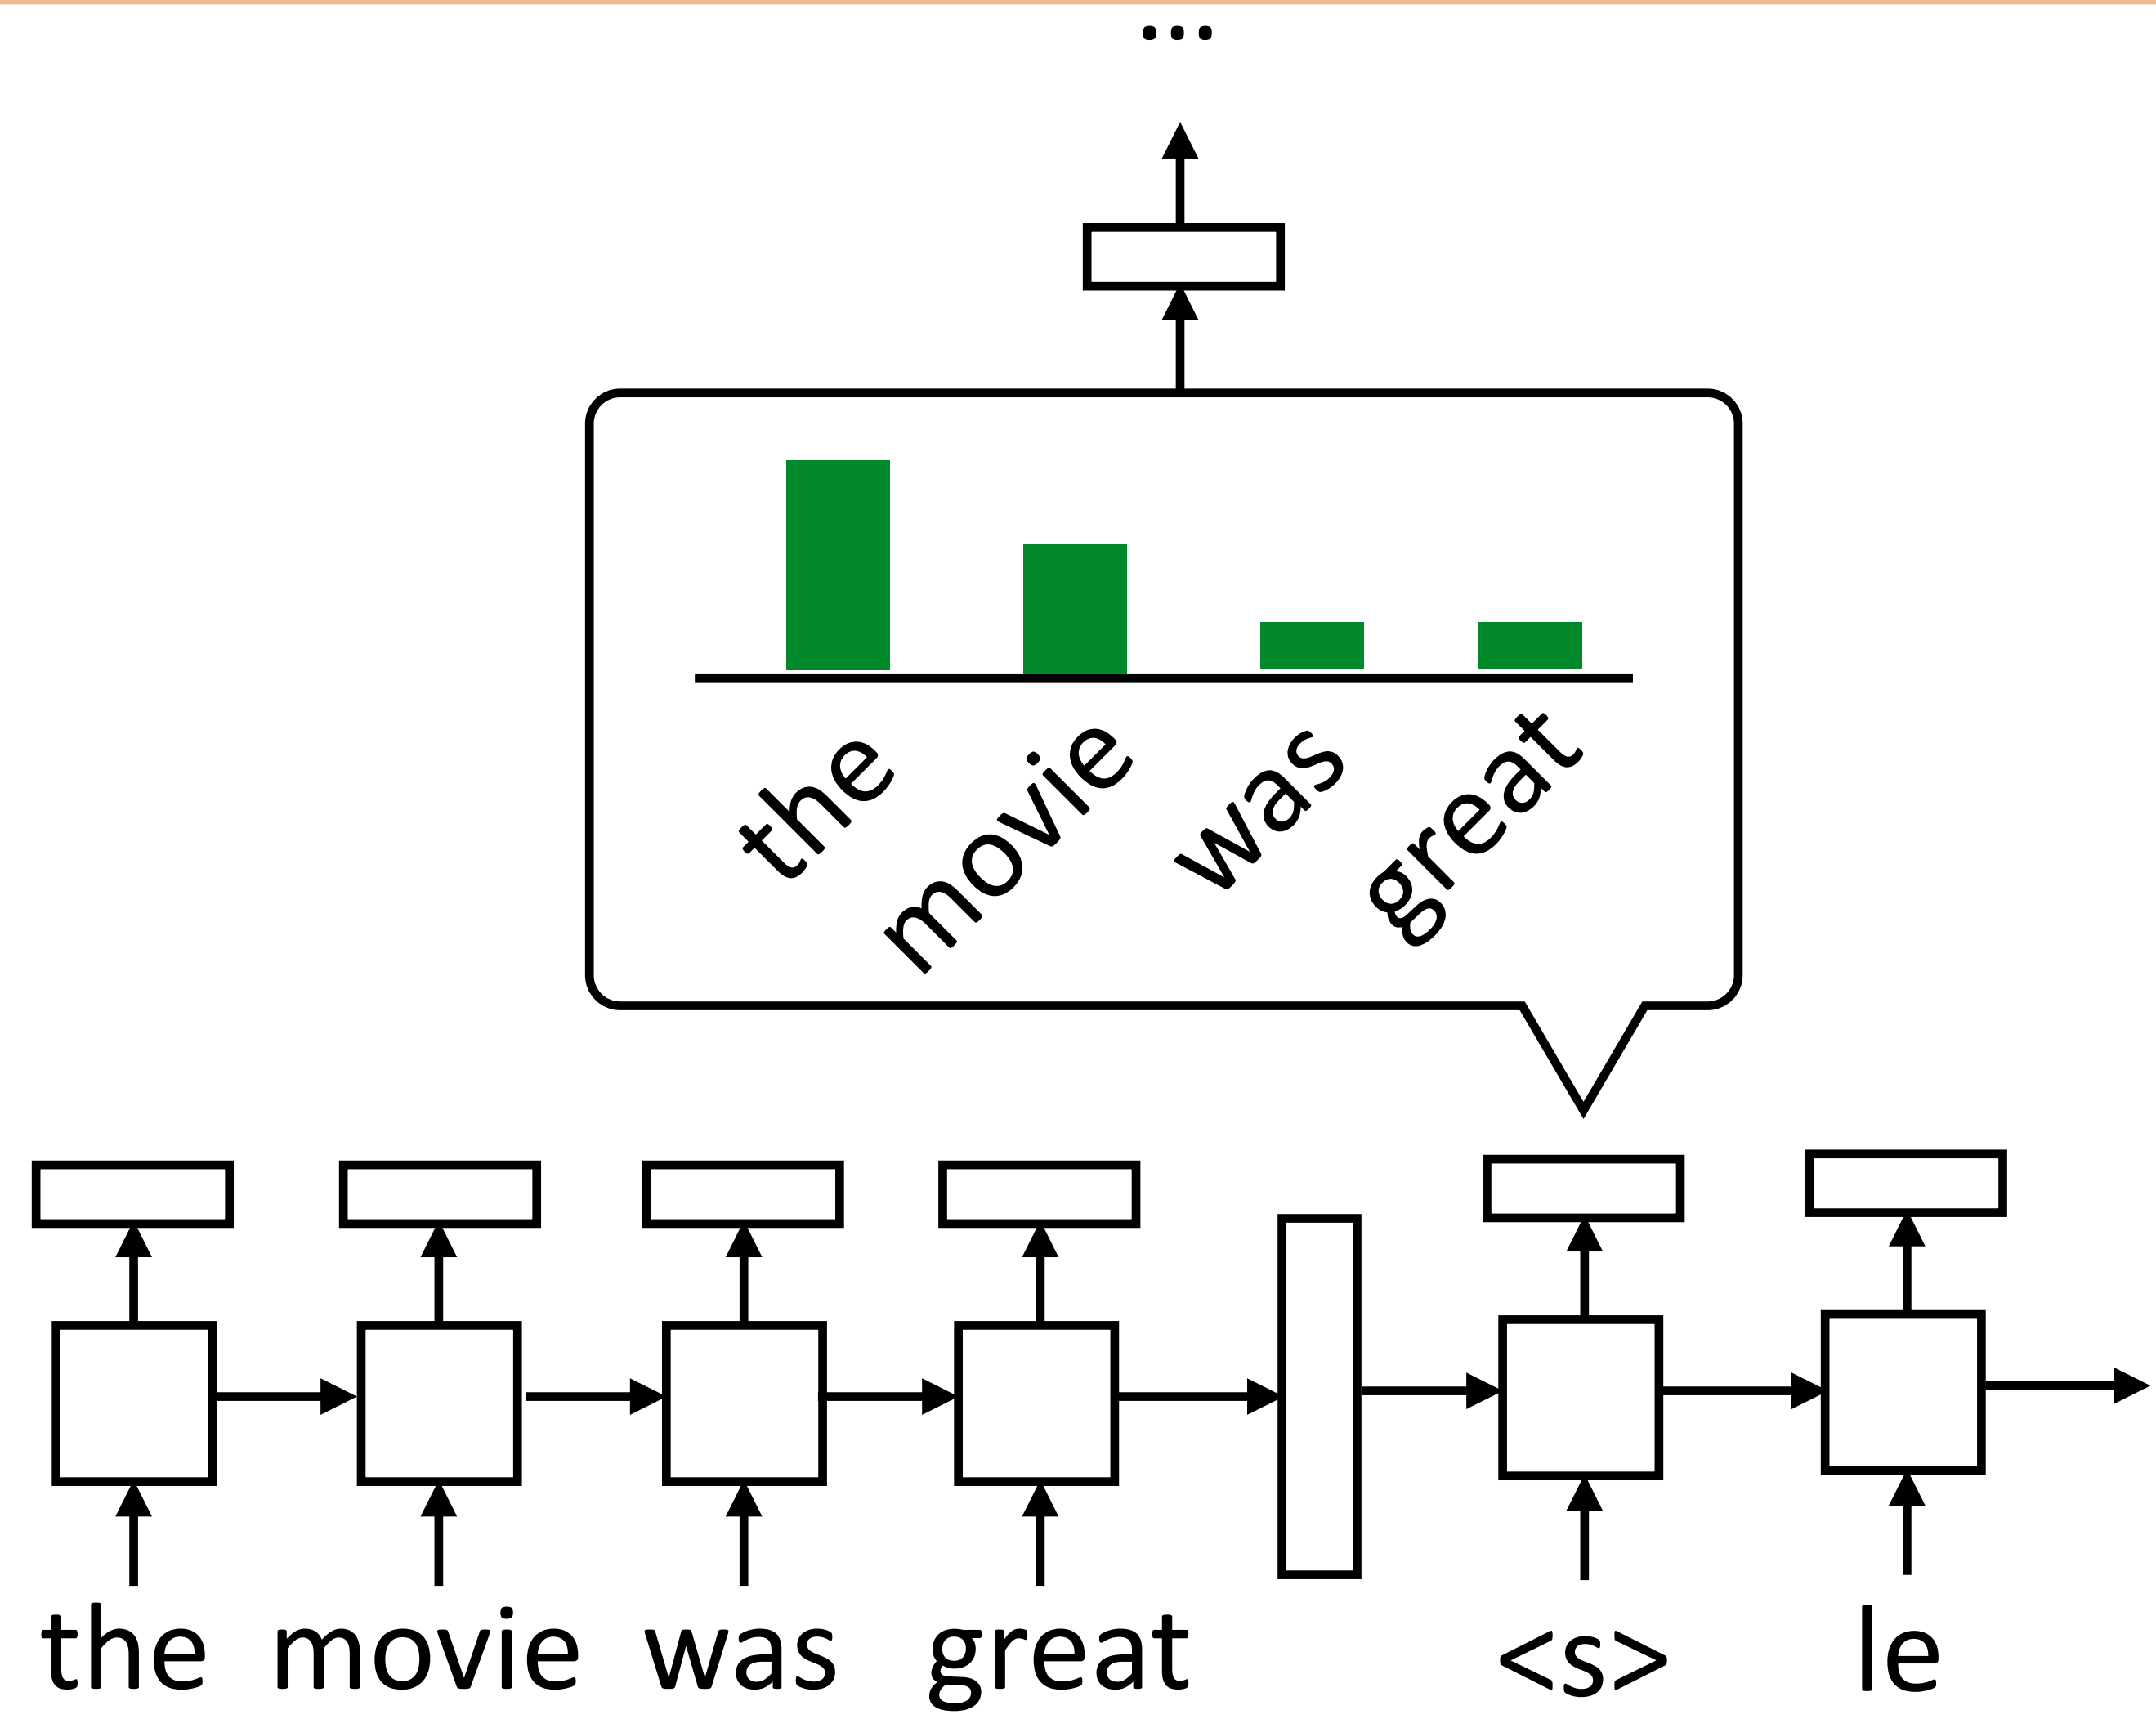 ...
the movie was great
the movie was great <s> le